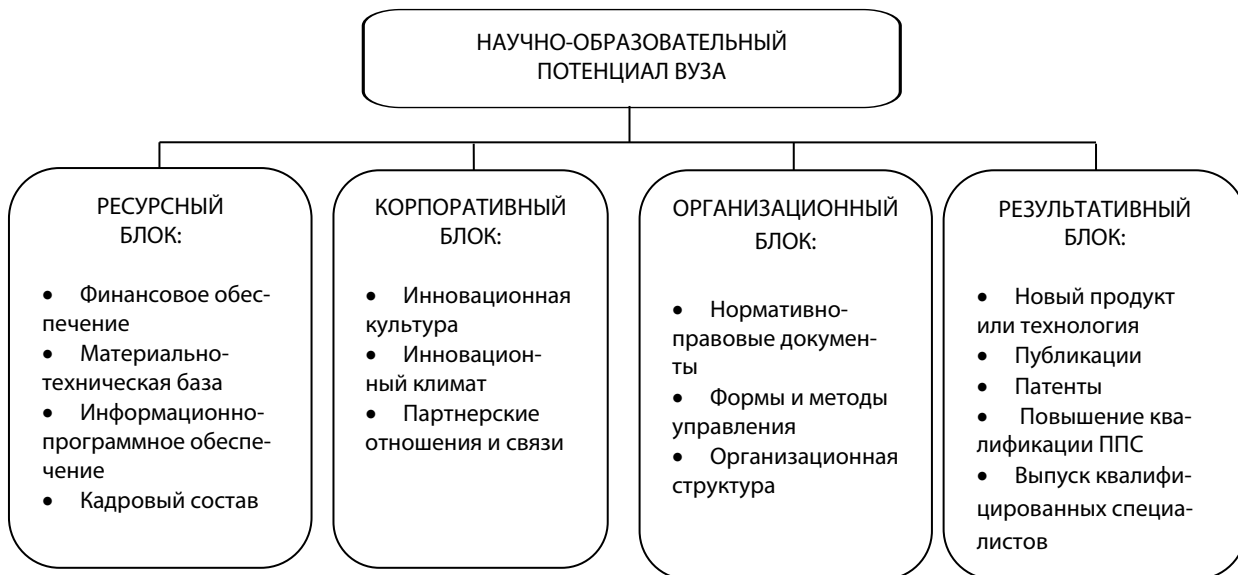 НАУЧНО-ОБРАЗОВАТЕЛЬНЫЙ
ПОТЕНЦИАЛ ВУЗА
РЕСУРСНЫЙ
БЛОК:
• Финансовое обес-
печение
• Материально-
техническая база
• Информационно-
программное обеспе-
чение
• Кадровый состав
КОРПОРАТИВНЫЙ
БЛОК:
• Инновационная
культура
• Инновацион-
ный климат
• Партнерские
отношения и связи
ОРГАНИЗАЦИОННЫЙ
БЛОК:
• Нормативно-
правовые докумен-
ты
• Формы и методы
управления
• Организационная
структура
РЕЗУЛЬТАТИВНЫЙ
БЛОК:
• Новый продукт
или технология
• Публикации
• Патенты
• Повышение ква-
лификации ППС
• Выпуск квалифи-
цированных специа-
листов